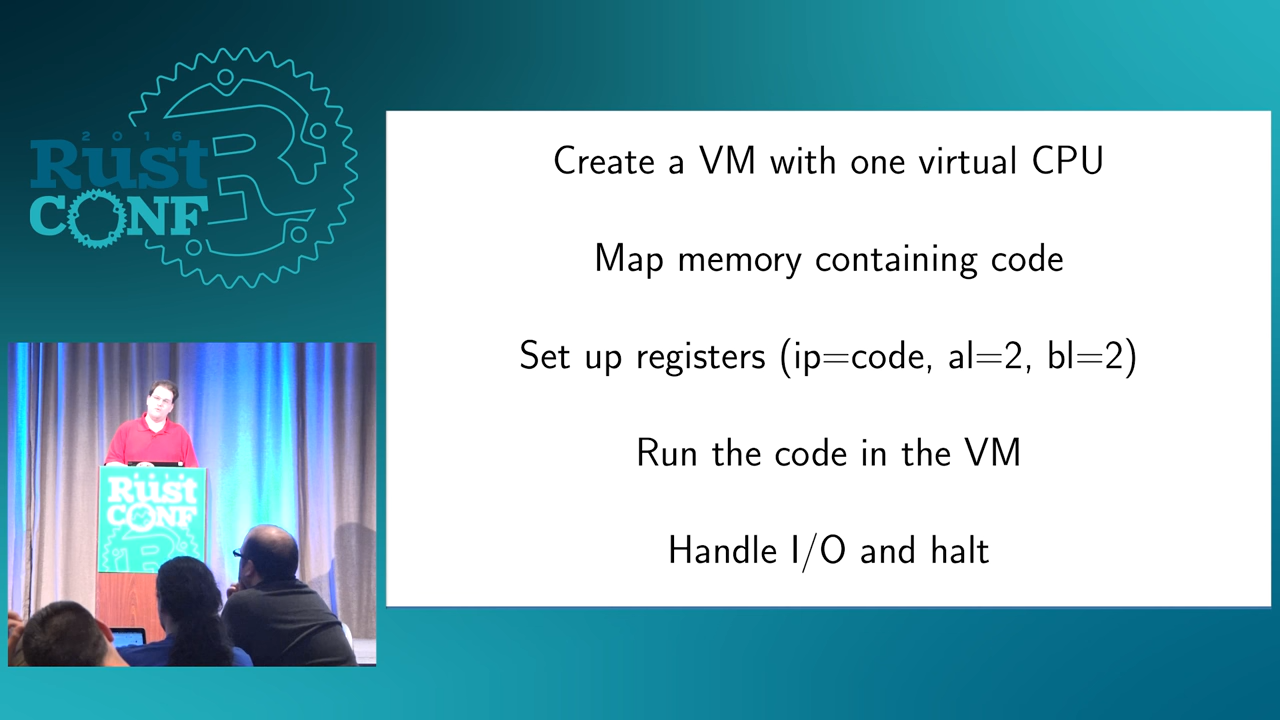 2016
Rust
CONF
Create a VM with one virtual CPU
Map memory containing code
Set up registers (ip=code, al=2, bl=2)
Run the code in the VM
Handle I/O and halt
2016
Rust
CONF